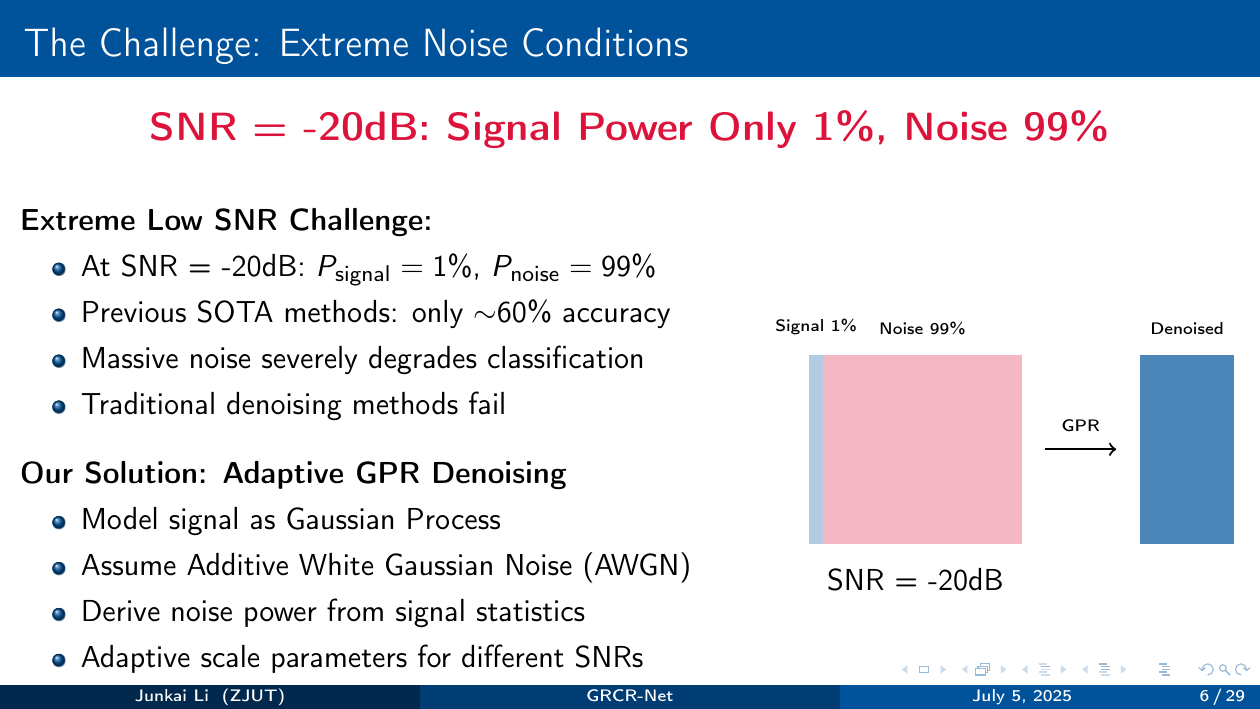 The Challenge: Extreme Noise Conditions
SNR = -20dB: Signal Power Only 1%, Noise 99%
Extreme Low SNR Challenge:
At SNR = -20dB: P_signal = 1%, P_noise = 99%
Previous SOTA methods: only ∼60% accuracy
Massive noise severely degrades classification
Traditional denoising methods fail
Our Solution: Adaptive GPR Denoising
Model signal as Gaussian Process
Assume Additive White Gaussian Noise (AWGN)
Derive noise power from signal statistics
Adaptive scale parameters for different SNRs
Signal 1%
Noise 99%
Denoised
GPR
SNR = -20dB
Junkai Li (ZJUT)
GRCR-Net
July 5, 2025
6 / 29